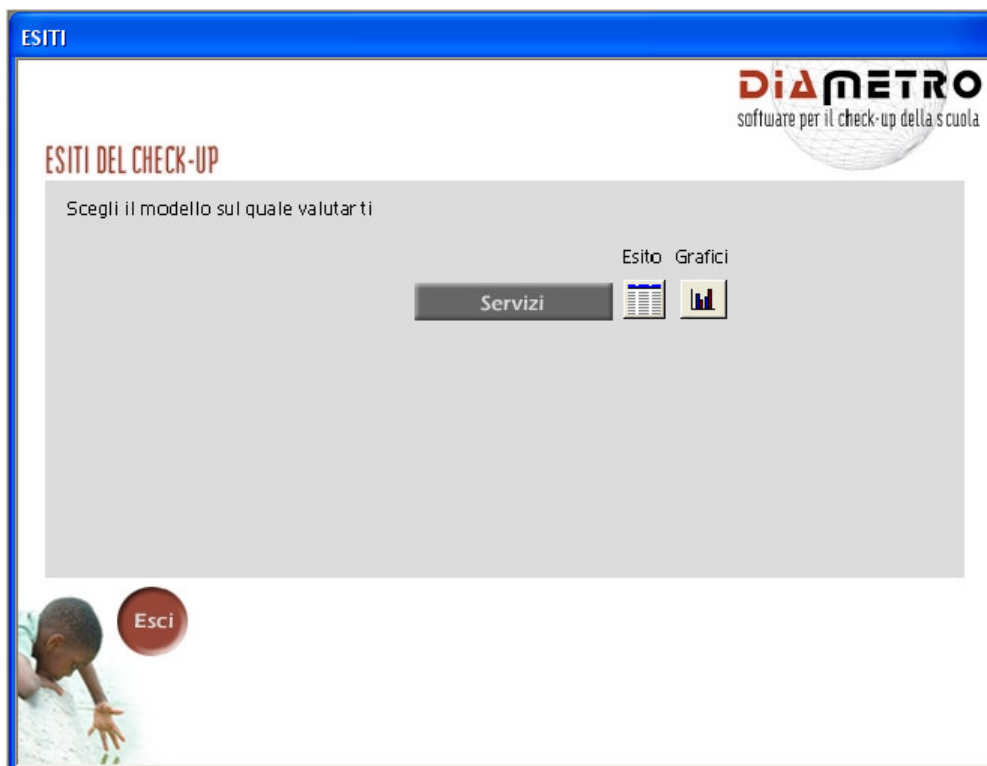 ESITI
DiAMETRO
software per il check-up della scuola
ESITI DEL CHECK-UP
Scegli il modello sul quale valutarti
Esito Grafici
Servizi
Esci